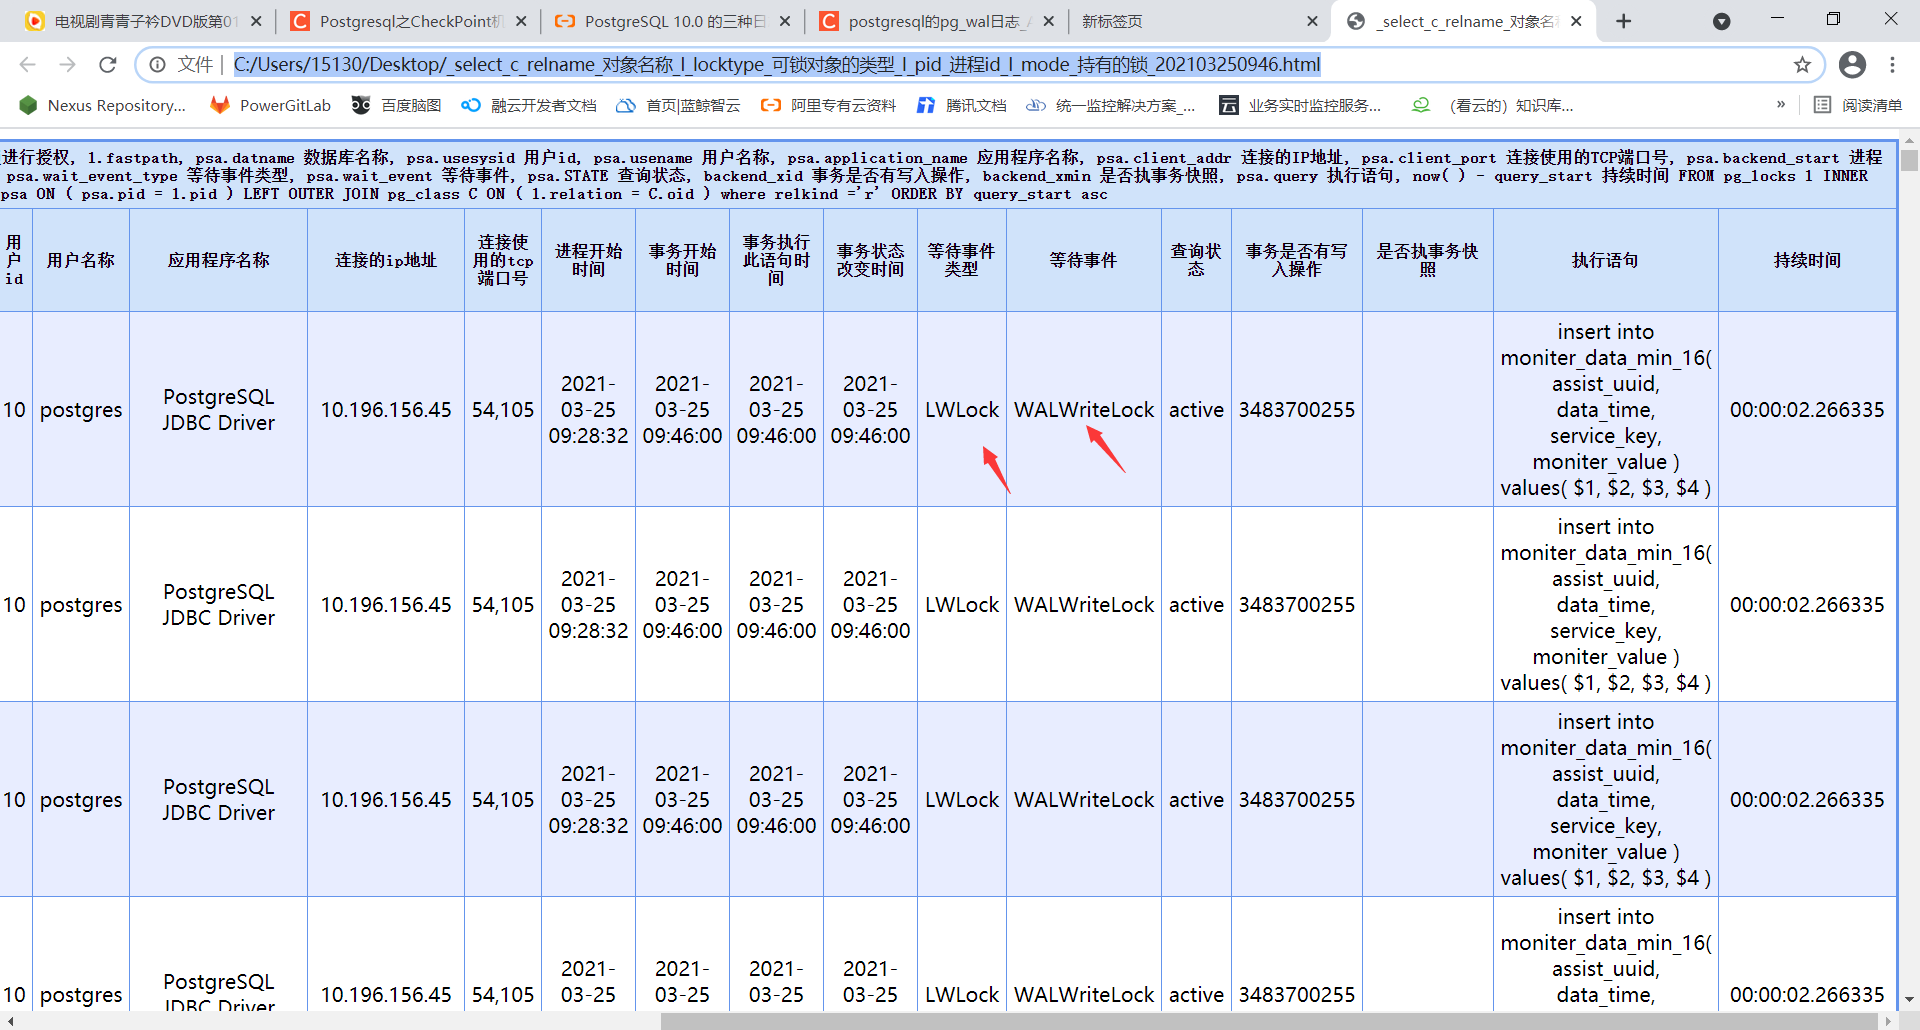 电视剧青青子衿DVD版第01
Postgresql之CheckPoint机
PostgreSQL 10.0 的三种日
postgresql的pg_wal日志_
新标签页
_select_c_relname_对象名称
文件
C:/Users/15130/Desktop/_select_c_relname_对象名称_l_locktype_可锁对象的类型_l_pid_进程id_l_mode_持有的锁_202103250946.html
Nexus Repository...
PowerGitLab
百度脑图
融云开发者文档
首页|蓝鲸智云
阿里专有云资料
腾讯文档
统一监控解决方案_...
业务实时监控服务...
(看云的) 知识库...
»
阅读清单
进行授权, l.fastpath, psa.datname 数据库名称, psa.usesysid 用户id, psa.usename 用户名称, psa.application_name 应用程序名称, psa.client_addr 连接的IP地址, psa.client_port 连接使用的TCP端口号, psa.backend_start 进程
psa.wait_event_type 等待事件类型, psa.wait_event 等待事件, psa.STATE 查询状态, backend_xid 事务是否有写入操作, backend_xmin 是否执事务快照, psa.query 执行语句, now( ) - query_start 持续时间 FROM pg_locks l INNER
psa ON ( psa.pid = l.pid ) LEFT OUTER JOIN pg_class C ON ( l.relation = C.oid ) where relkind ='r' ORDER BY query_start asc
用
户
id
用户名称
应用程序名称
连接的ip地址
连接使
用的tcp
端口号
进程开始
时间
事务开始
时间
事务执行
此语句时
间
事务状态
改变时间
等待事件
类型
等待事件
查询状
态
事务是否有写
入操作
是否执事务快
照
执行语句
持续时间
10
postgres
PostgreSQL
JDBC Driver
10.196.156.45
54,105
2021-
03-25
09:28:32
2021-
03-25
09:46:00
2021-
03-25
09:46:00
2021-
03-25
09:46:00
LWLock
WALWriteLock
active
3483700255
insert into
moniter_data_min_16(
assist_uuid,
data_time,
service_key,
moniter_value )
values( $1, $2, $3, $4 )
00:00:02.266335
10
postgres
PostgreSQL
JDBC Driver
10.196.156.45
54,105
2021-
03-25
09:28:32
2021-
03-25
09:46:00
2021-
03-25
09:46:00
2021-
03-25
09:46:00
LWLock
WALWriteLock
active
3483700255
insert into
moniter_data_min_16(
assist_uuid,
data_time,
service_key,
moniter_value )
values( $1, $2, $3, $4 )
00:00:02.266335
10
postgres
PostgreSQL
JDBC Driver
10.196.156.45
54,105
2021-
03-25
09:28:32
2021-
03-25
09:46:00
2021-
03-25
09:46:00
2021-
03-25
09:46:00
LWLock
WALWriteLock
active
3483700255
insert into
moniter_data_min_16(
assist_uuid,
data_time,
service_key,
moniter_value )
values( $1, $2, $3, $4 )
00:00:02.266335
10
postgres
PostgreSQL
JDBC Driver
10.196.156.45
54,105
2021-
03-25
2021-
03-25
2021-
03-25
2021-
03-25
LWLock
WALWriteLock
active
3483700255
insert into
moniter_data_min_16(
assist_uuid,
data_time,
00:00:02.266335